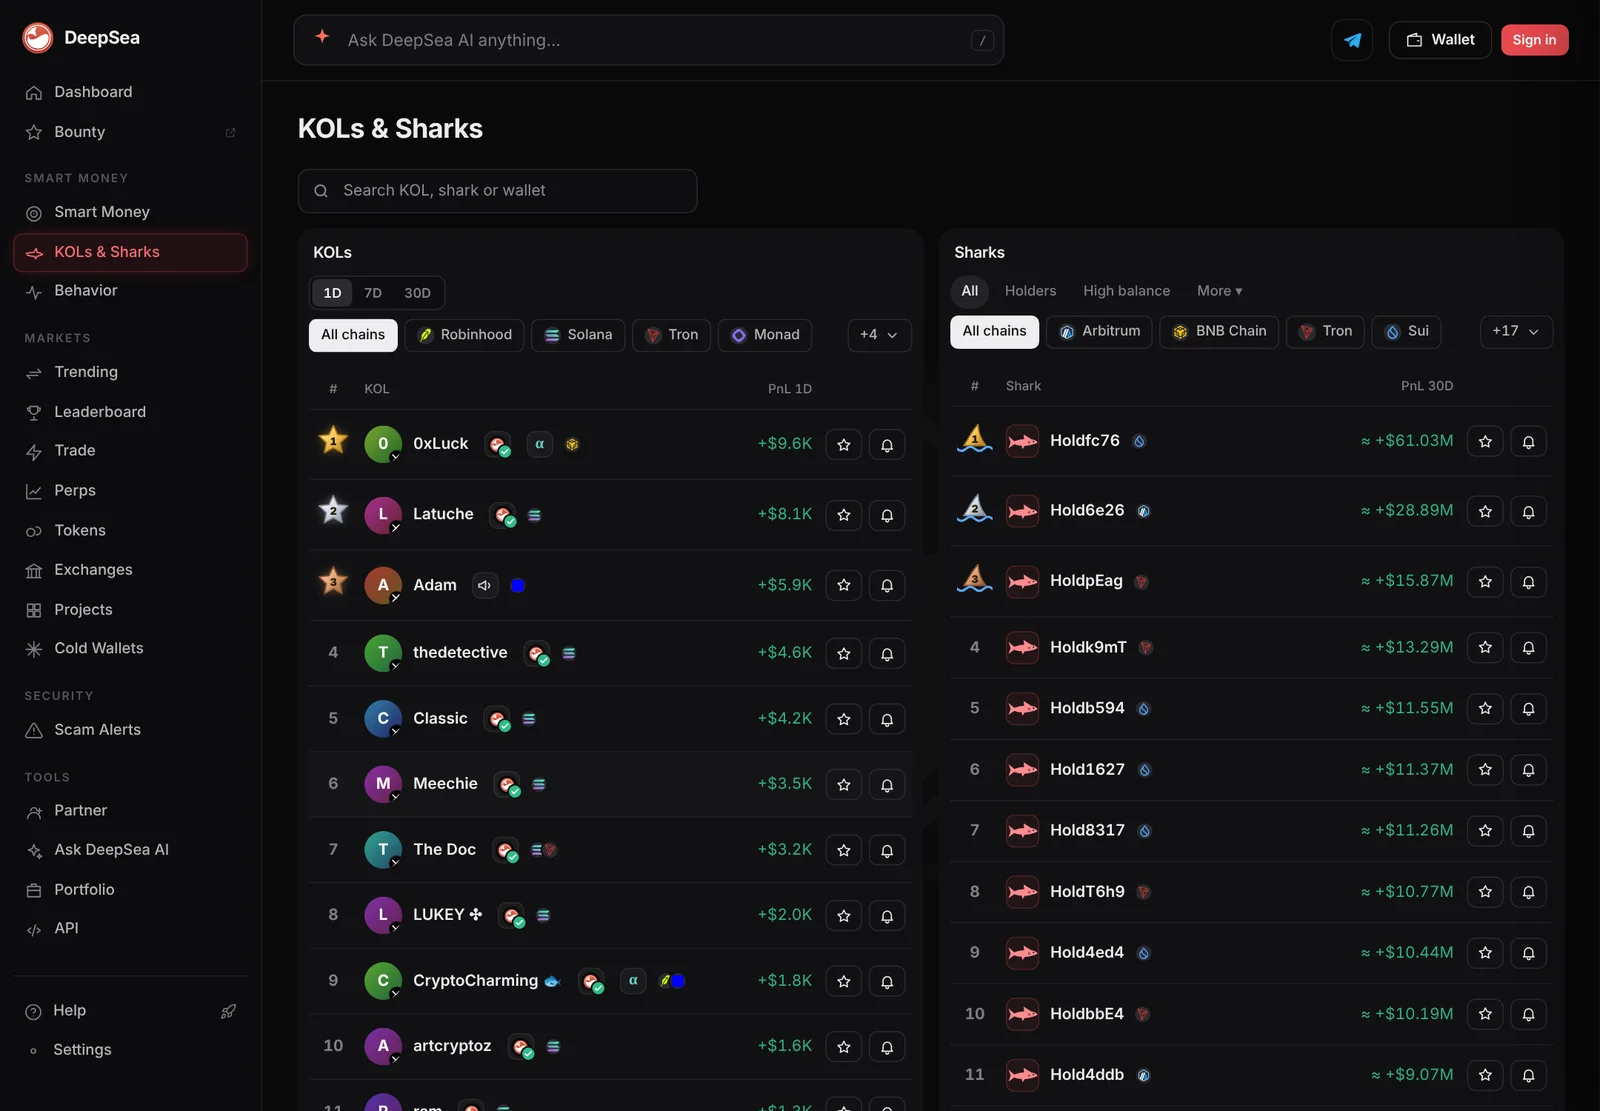 DeepSea
Dashboard
Bounty
SMART MONEY
Smart Money
KOLs & Sharks
Behavior
MARKETS
Trending
Leaderboard
Trade
Perps
Tokens
Exchanges
Projects
Cold Wallets
SECURITY
Scam Alerts
TOOLS
Partner
Ask DeepSea AI
Portfolio
API
Help
Settings
Ask DeepSea AI anything...
/
Wallet
Sign in
KOLs & Sharks
Search KOL, shark or wallet
KOLs
1D 7D 30D
All chains Robinhood Solana Tron Monad +4
# KOL PnL 1D
1 0 0xLuck α +$9.6K
2 L Latuche +$8.1K
3 A Adam +$5.9K
4 T thedetective +$4.6K
5 C Classic +$4.2K
6 M Meechie +$3.5K
7 T The Doc +$3.2K
8 L LUKEY ✣ +$2.0K
9 C CryptoCharming 🐟 α +$1.8K
10 A artcryptoz +$1.6K
Sharks
All Holders High balance More ▾
All chains Arbitrum BNB Chain Tron Sui +17
# Shark PnL 30D
1 Holdfc76 ≈ +$61.03M
2 Hold6e26 ≈ +$28.89M
3 HoldpEag ≈ +$15.87M
4 Holdk9mT ≈ +$13.29M
5 Holdb594 ≈ +$11.55M
6 Hold1627 ≈ +$11.37M
7 Hold8317 ≈ +$11.26M
8 HoldT6h9 ≈ +$10.77M
9 Hold4ed4 ≈ +$10.44M
10 HoldbbE4 ≈ +$10.19M
11 Hold4ddb ≈ +$9.07M